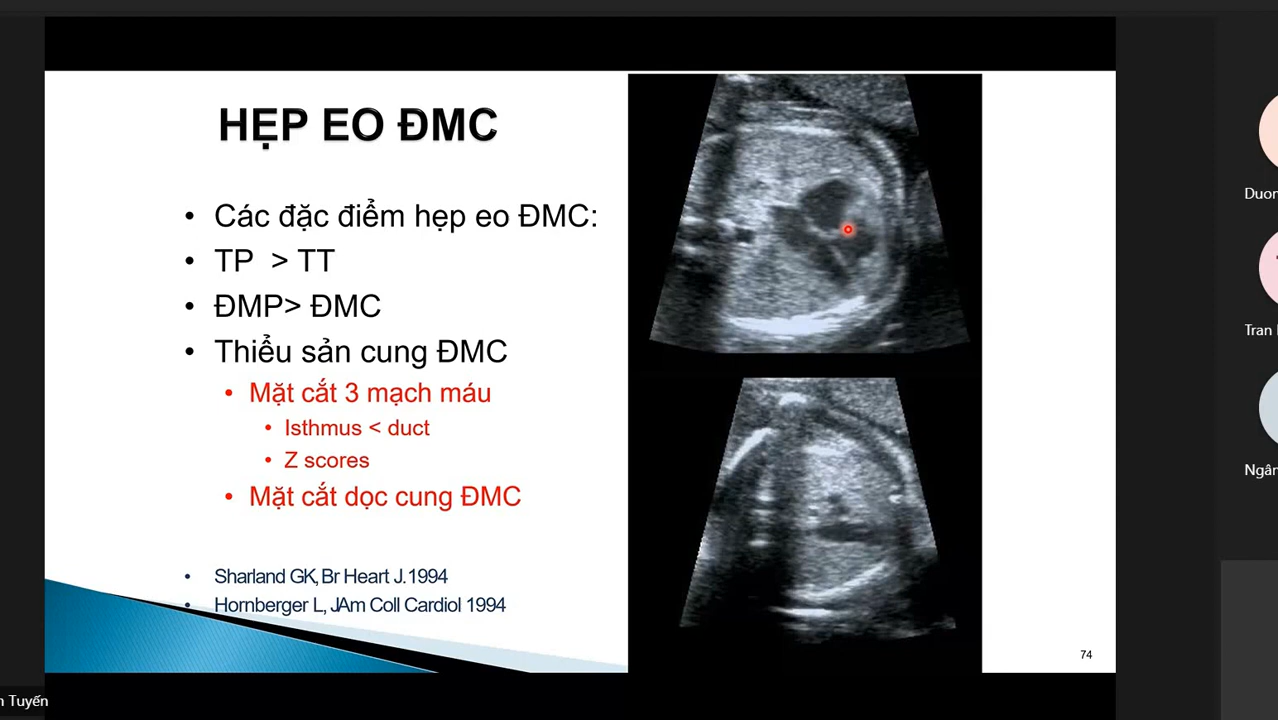 HẸP EO ĐMC
• Các đặc điểm hẹp eo ĐMC:
• TP > TT
• ĐMP> ĐMC
• Thiểu sản cung ĐMC
• Mặt cắt 3 mạch máu
• Isthmus < duct
• Z scores
• Mặt cắt dọc cung ĐMC
• Sharland GK, Br Heart J.1994
• Hornberger L, JAm Coll Cardiol 1994
74
Duon
Tran
Ngân
n Tuyến